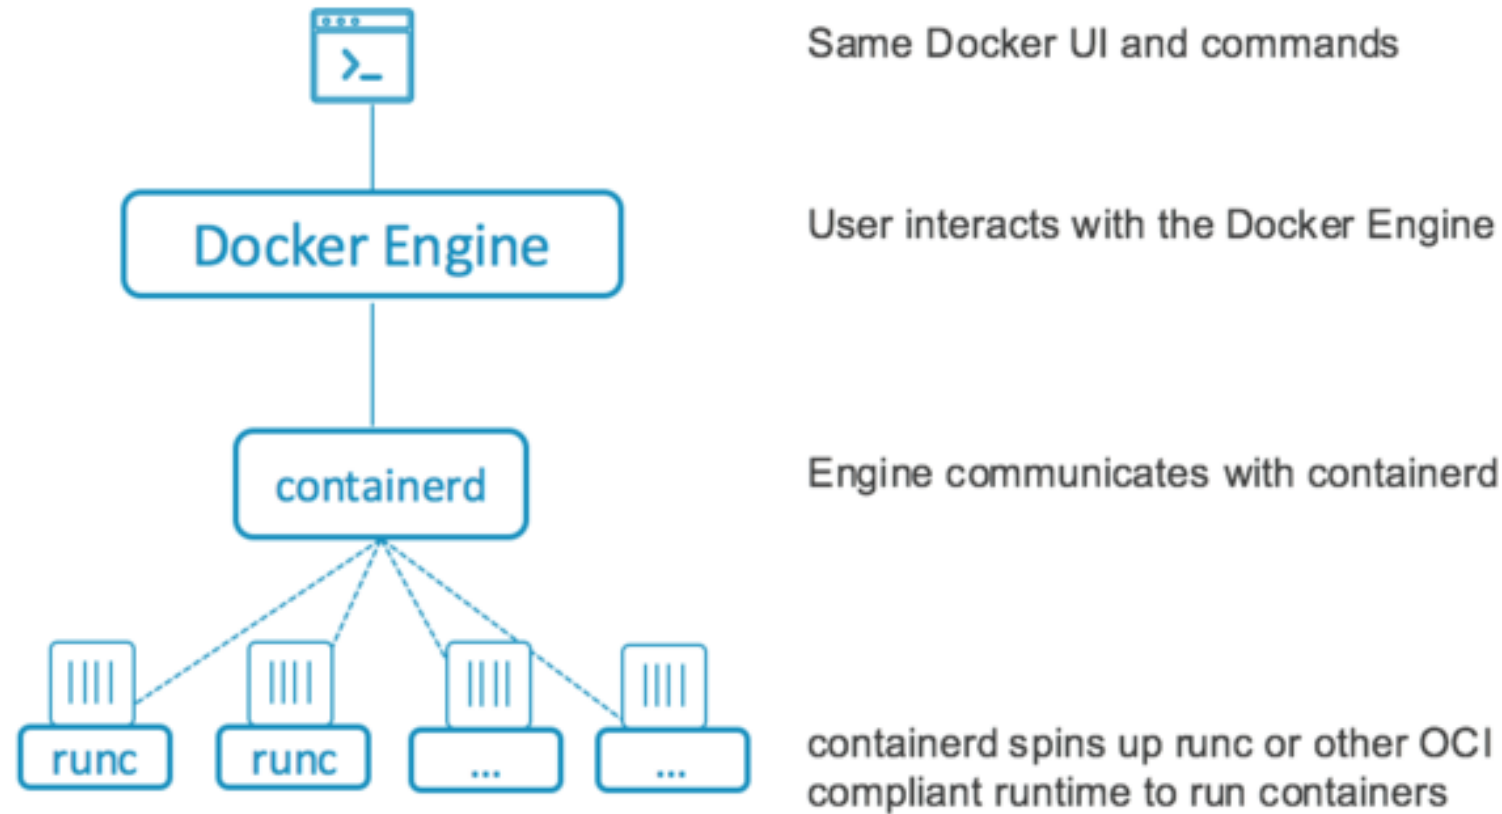 Same Docker UI and commands
Docker Engine
User interacts with the Docker Engine
containerd
Engine communicates with containerd
runc
runc
...
...
containerd spins up runc or other OCI
compliant runtime to run containers